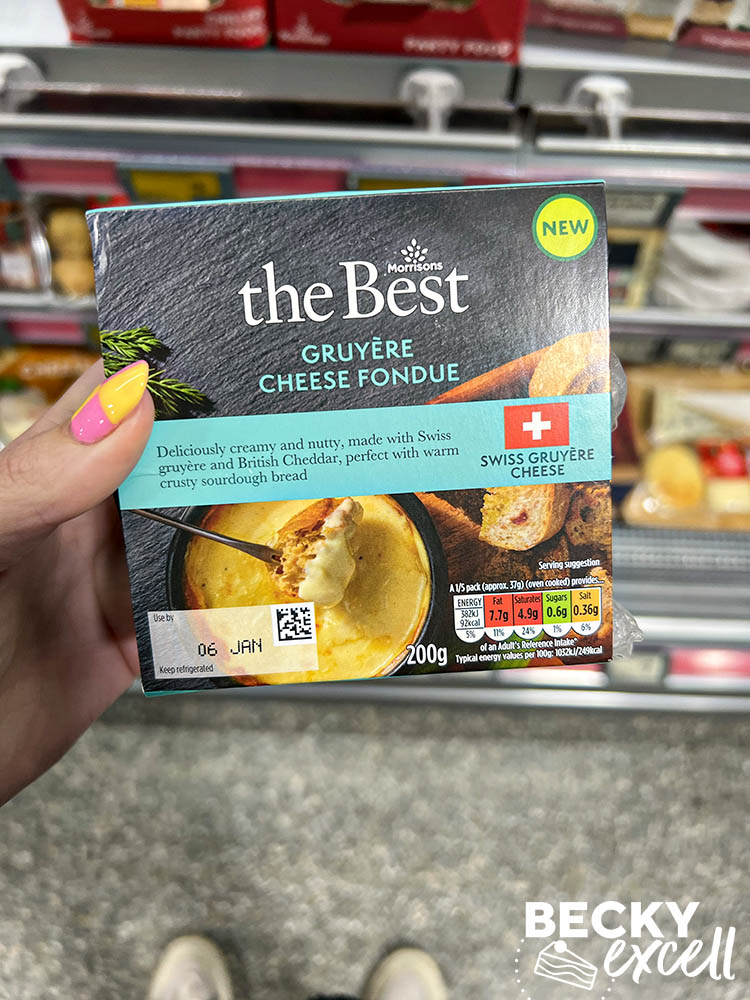 PARTY FOOD
NEW
Morrisons
the Best
GRUYÈRE
CHEESE FONDUE
Deliciously creamy and nutty, made with Swiss
gruyère and British Cheddar, perfect with warm
crusty sourdough bread
SWISS GRUYÈRE
CHEESE
Serving suggestion
A 1/5 pack (approx. 37g) (oven cooked) provides...
ENERGY Fat Saturates Sugars Salt
382kJ 7.7g 4.9g 0.6g 0.36g
92kcal
5% 11% 24% 1% 6%
of an Adult's Reference Intake
Typical energy values per 100g: 1032kJ/249kcal
Use by
06 JAN
Keep refrigerated
200g
BECKY
excell